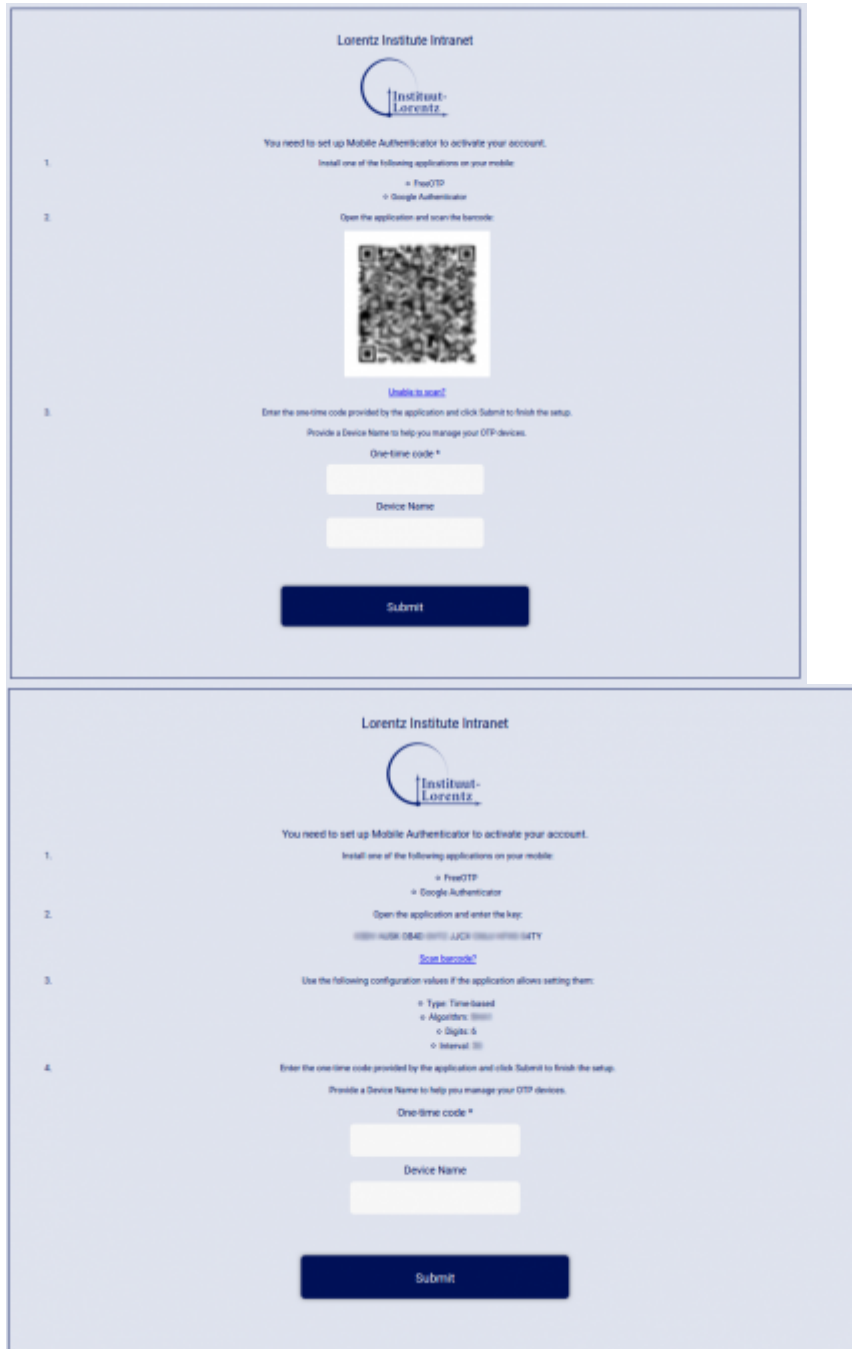 Lorentz Institute Intranet
Instituut-
Lorentz
You need to set up Mobile Authenticator to activate your account.
1. Install one of the following applications on your mobile:
FreeOTP
Google Authenticator
2. Open the application and scan the barcode:
Unable to scan?
3. Enter the one-time code provided by the application and click Submit to finish the setup.
Provide a Device Name to help you manage your OTP devices.
One-time code *
Device Name
Submit
Lorentz Institute Intranet
Instituut-
Lorentz
You need to set up Mobile Authenticator to activate your account.
1. Install one of the following applications on your mobile:
FreeOTP
Google Authenticator
2. Open the application and enter the key:
Scan barcode?
3. Use the following configuration values if the application allows setting them:
Type: Time-based
Algorithm:
Digits: 6
Interval:
4. Enter the one-time code provided by the application and click Submit to finish the setup.
Provide a Device Name to help you manage your OTP devices.
One-time code *
Device Name
Submit